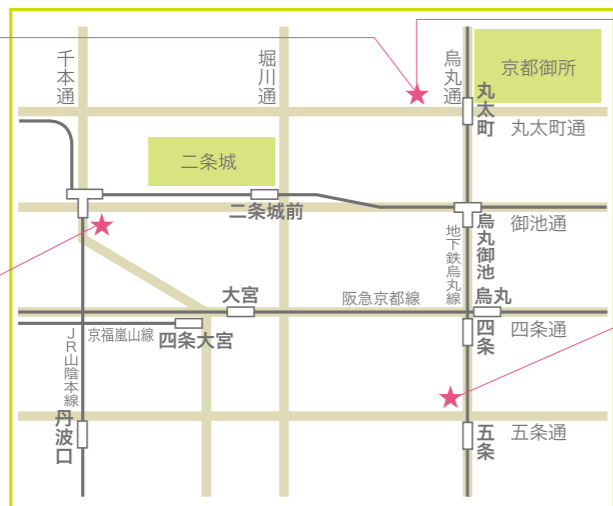 千本通
堀川通
烏丸通
京都御所
丸太町
丸太町通
二条城
二条城前
烏丸御池
御池通
地下鉄烏丸線
大宮
阪急京都線
烏丸
京福嵐山線
四条大宮
四条
四条通
JR山陰本線
丹波口
五条
五条通